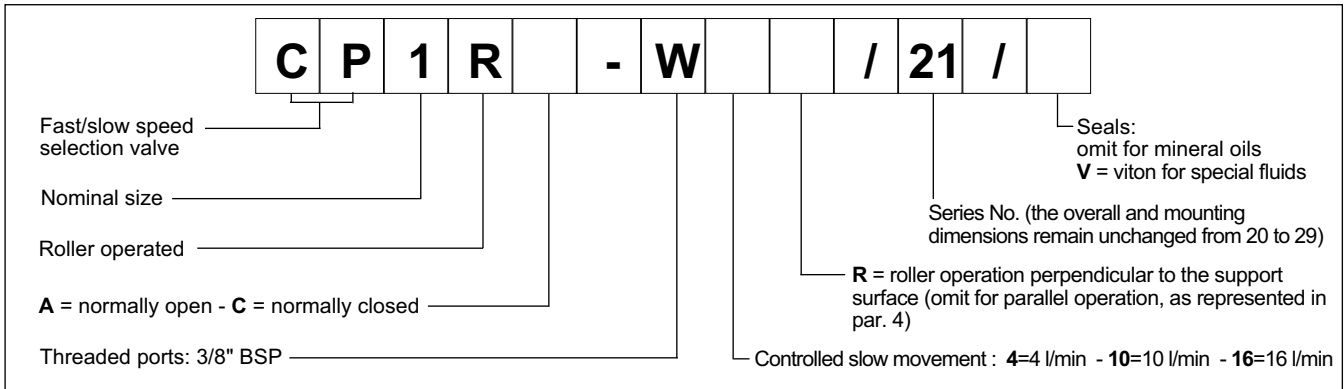 C P 1 R - W / 21 /
Fast/slow speed
selection valve
Nominal size
Roller operated
A = normally open - C = normally closed
Threaded ports: 3/8" BSP
Seals:
omit for mineral oils
V = viton for special fluids
Series No. (the overall and mounting
dimensions remain unchanged from 20 to 29)
R = roller operation perpendicular to the support
surface (omit for parallel operation, as represented in
par. 4)
Controlled slow movement : 4=4 l/min - 10=10 l/min - 16=16 l/min